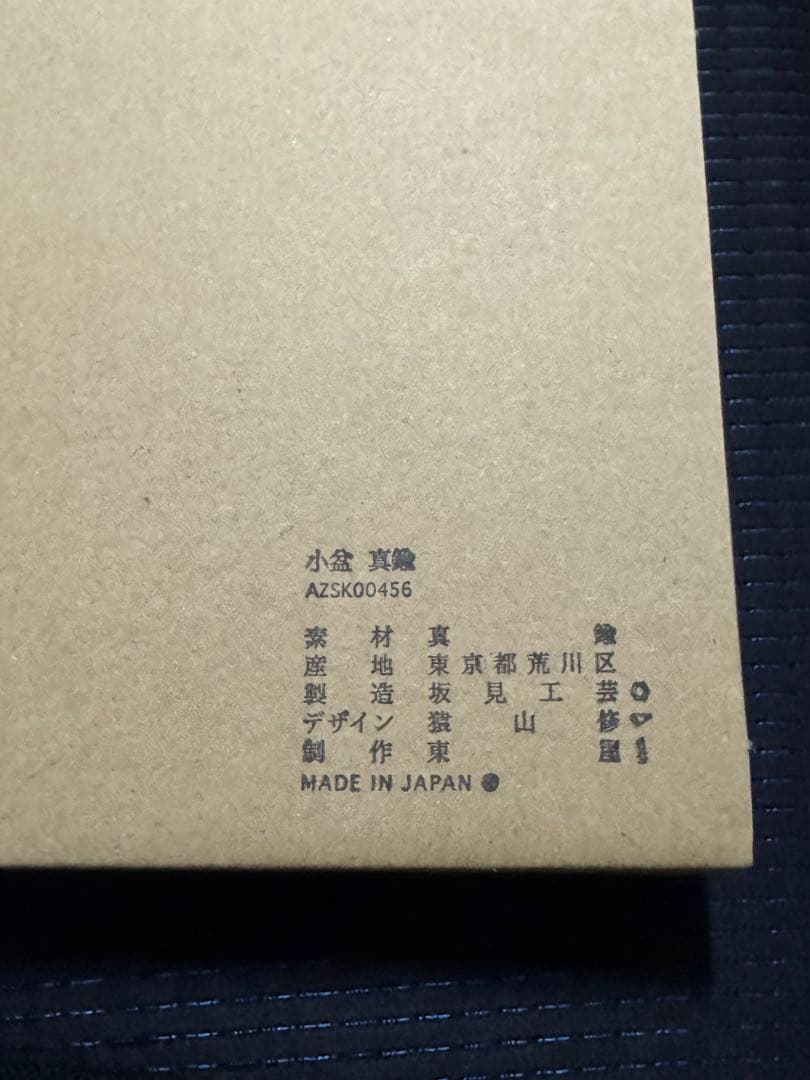 小盆 真鍮
AZSK00456
素材 真鍮
産地 東京都荒川区
製造 坂見工芸
デザイン 猿山修
制作 東屋
MADE IN JAPAN